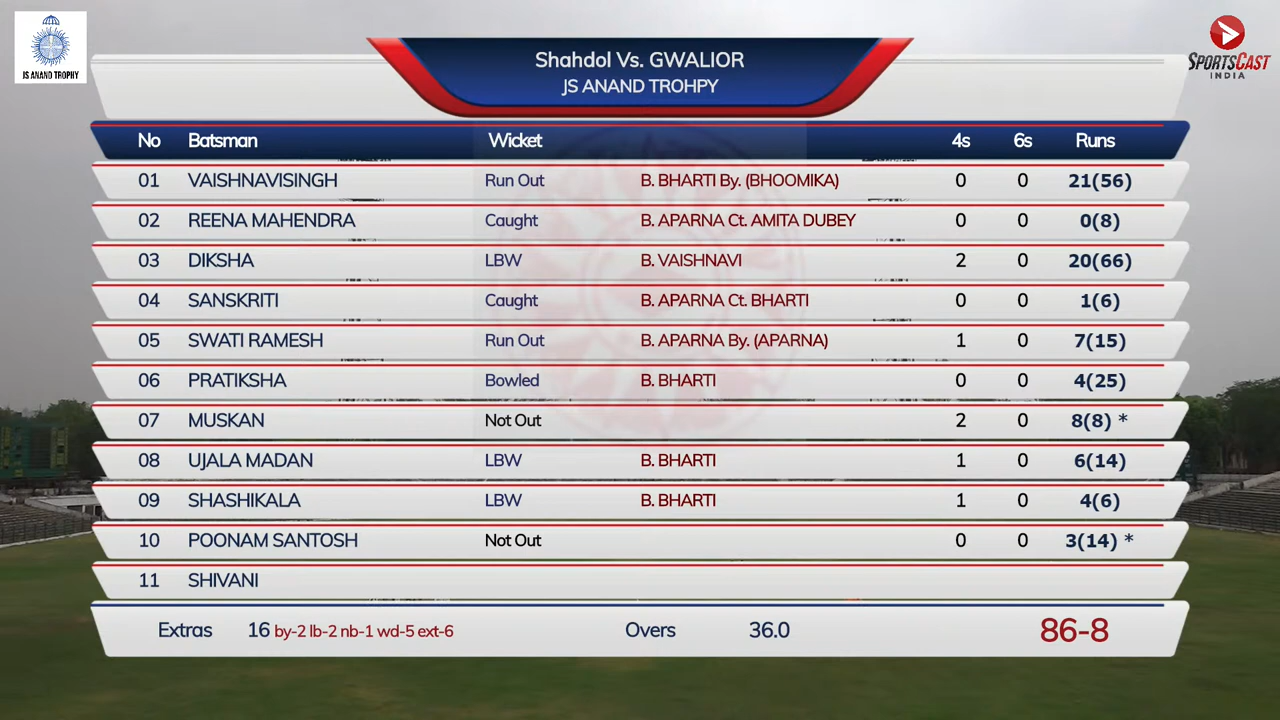 JS ANAND TROPHY
Shahdol Vs. GWALIOR
JS ANAND TROHPY
SPORTSCAST
INDIA
No Batsman Wicket 4s 6s Runs
01 VAISHNAVISINGH Run Out B. BHARTI By. (BHOOMIKA) 0 0 21(56)
02 REENA MAHENDRA Caught B. APARNA Ct. AMITA DUBEY 0 0 0(8)
03 DIKSHA LBW B. VAISHNAVI 2 0 20(66)
04 SANSKRITI Caught B. APARNA Ct. BHARTI 0 0 1(6)
05 SWATI RAMESH Run Out B. APARNA By. (APARNA) 1 0 7(15)
06 PRATIKSHA Bowled B. BHARTI 0 0 4(25)
07 MUSKAN Not Out 2 0 8(8) *
08 UJALA MADAN LBW B. BHARTI 1 0 6(14)
09 SHASHIKALA LBW B. BHARTI 1 0 4(6)
10 POONAM SANTOSH Not Out 0 0 3(14) *
11 SHIVANI
Extras 16 by-2 lb-2 nb-1 wd-5 ext-6 Overs 36.0 86-8